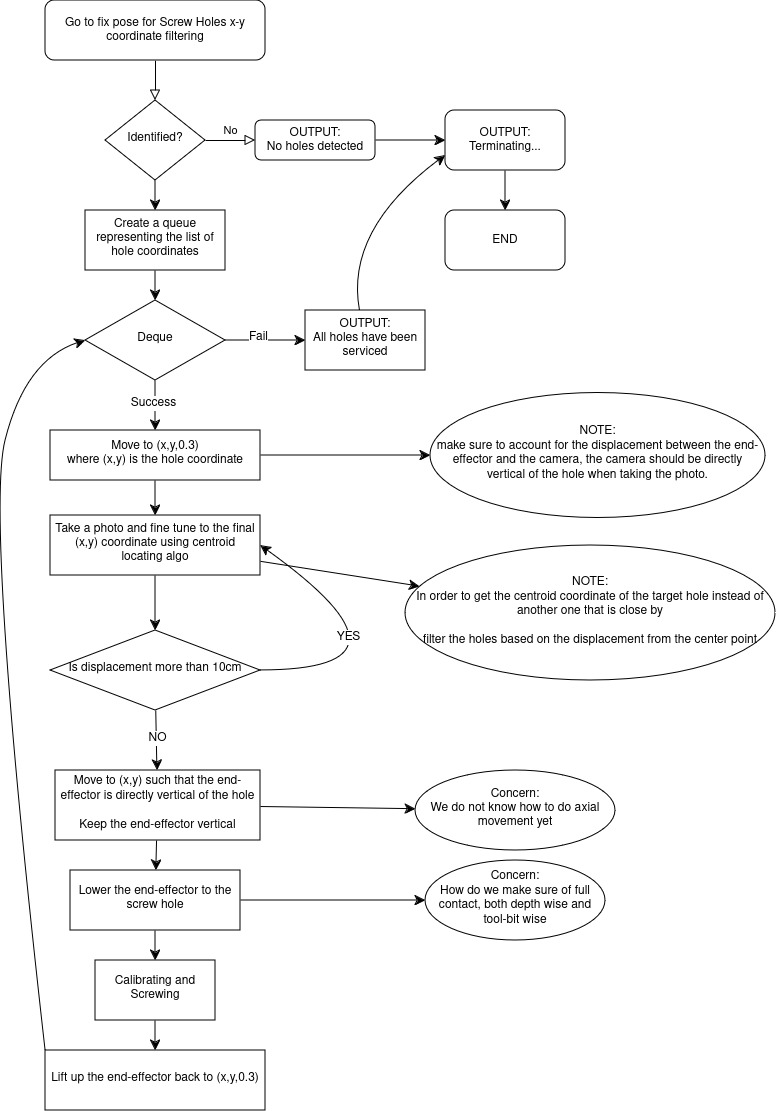 Go to fix pose for Screw Holes x-y
coordinate filtering
Identified?
No
OUTPUT:
No holes detected
OUTPUT:
Terminating...
END
Create a queue
representing the list of
hole coordinates
Deque
Fail
OUTPUT:
All holes have been
serviced
Success
Move to (x,y,0.3)
where (x,y) is the hole coordinate
NOTE:
make sure to account for the displacement between the end-
effector and the camera, the camera should be directly
vertical of the hole when taking the photo.
Take a photo and fine tune to the final
(x,y) coordinate using centroid
locating algo
NOTE:
In order to get the centroid coordinate of the target hole instead of
another one that is close by
filter the holes based on the displacement from the center point
YES
Is displacement more than 10cm
NO
Move to (x,y) such that the end-
effector is directly vertical of the hole
Keep the end-effector vertical
Concern:
We do not know how to do axial
movement yet
Lower the end-effector to the
screw hole
Concern:
How do we make sure of full
contact, both depth wise and
tool-bit wise
Calibrating and
Screwing
Lift up the end-effector back to (x,y,0.3)